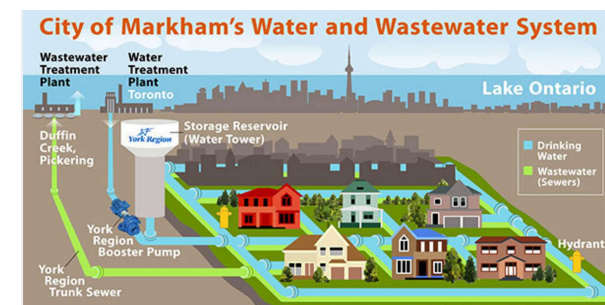 City of Markham's Water and Wastewater System
Wastewater
Treatment
Plant
Water
Treatment
Plant
Toronto
Lake Ontario
Duffin
Creek,
Pickering
York Region
Storage Reservoir
(Water Tower)
Drinking
Water
Wastewater
(Sewers)
York
Region
Booster Pump
Hydrant
York
Region
Trunk Sewer